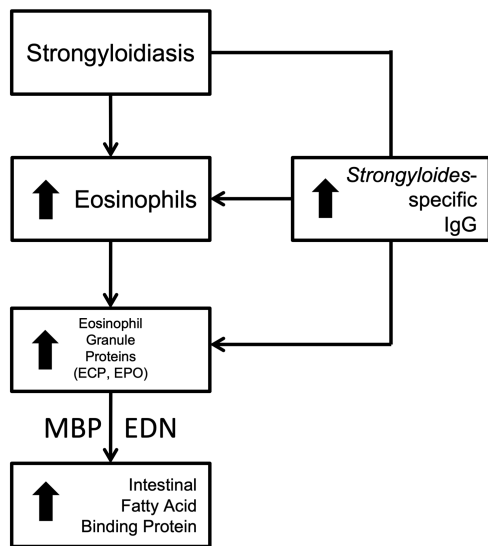 Strongyloidiasis
Eosinophils
Strongyloides-
specific
IgG
Eosinophil
Granule
Proteins
(ECP, EPO)
MBP EDN
Intestinal
Fatty Acid
Binding Protein